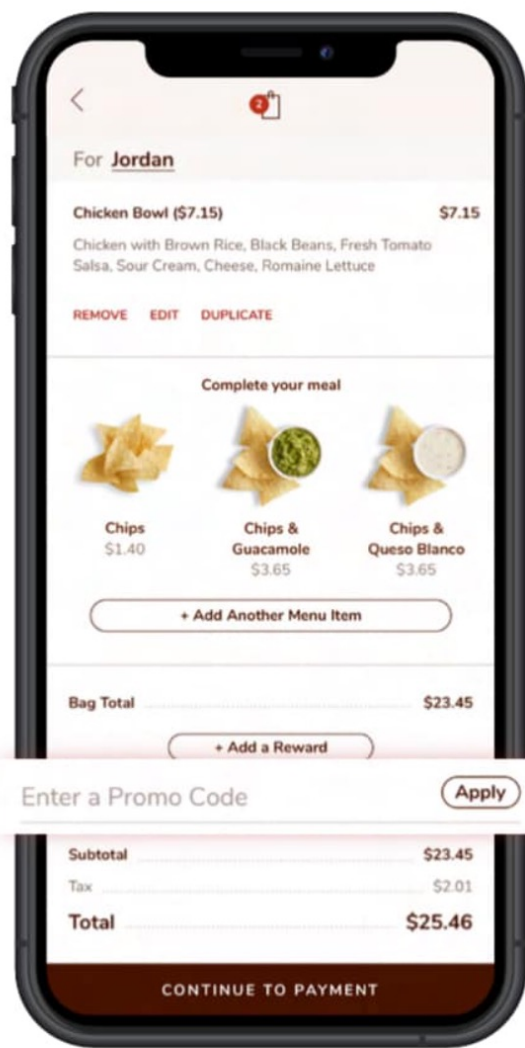 2
For Jordan
Chicken Bowl ($7.15) $7.15
Chicken with Brown Rice, Black Beans, Fresh Tomato
Salsa, Sour Cream, Cheese, Romaine Lettuce
REMOVE EDIT DUPLICATE
Complete your meal
Chips
$1.40
Chips &
Guacamole
$3.65
Chips &
Queso Blanco
$3.65
+ Add Another Menu Item
Bag Total $23.45
+ Add a Reward
Enter a Promo Code Apply
Subtotal $23.45
Tax $2.01
Total $25.46
CONTINUE TO PAYMENT